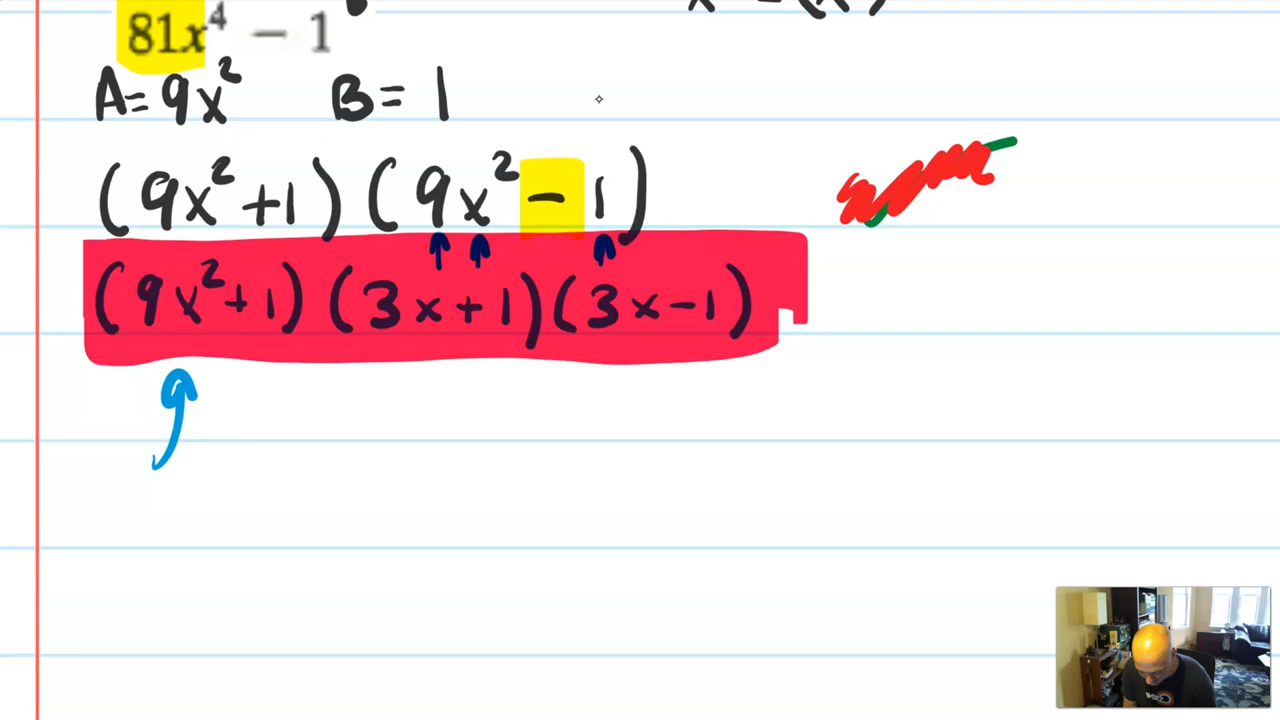 81x⁴ − 1
A=9x² B=1
(9x²+1)(9x²−1)
(9x²+1)(3x+1)(3x−1)